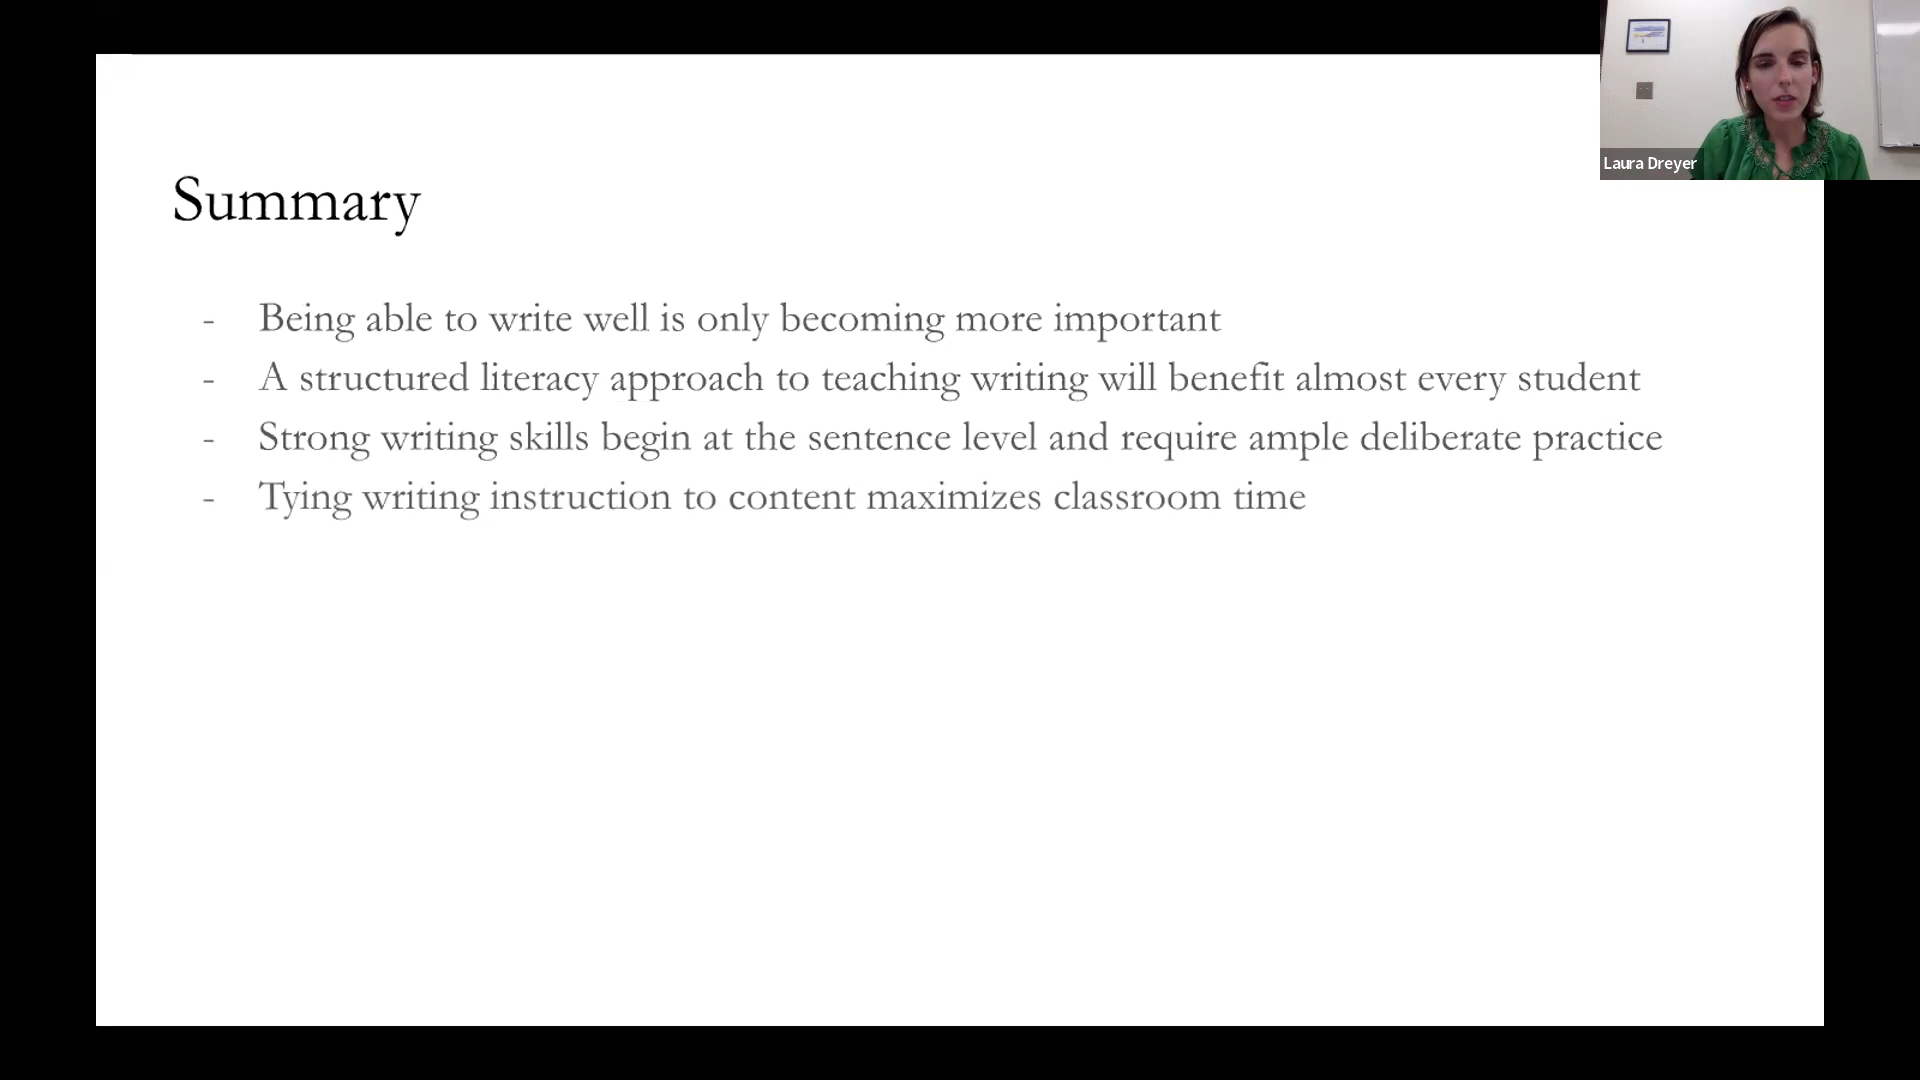 Laura Dreyer
Summary
- Being able to write well is only becoming more important
- A structured literacy approach to teaching writing will benefit almost every student
- Strong writing skills begin at the sentence level and require ample deliberate practice
- Tying writing instruction to content maximizes classroom time